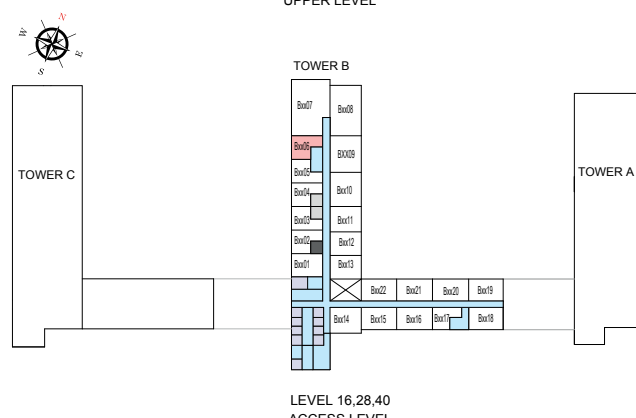 UPPER LEVEL
N
W
E
S
TOWER B
Bxx07
Bxx08
Bxx06
BXX09
Bxx05
TOWER C
TOWER A
Bxx04
Bxx10
Bxx03
Bxx11
Bxx02
Bxx12
Bxx01
Bxx13
Bxx22
Bxx21
Bxx20
Bxx19
Bxx14
Bxx15
Bxx16
Bxx17
Bxx18
LEVEL 16,28,40
ACCESS LEVEL